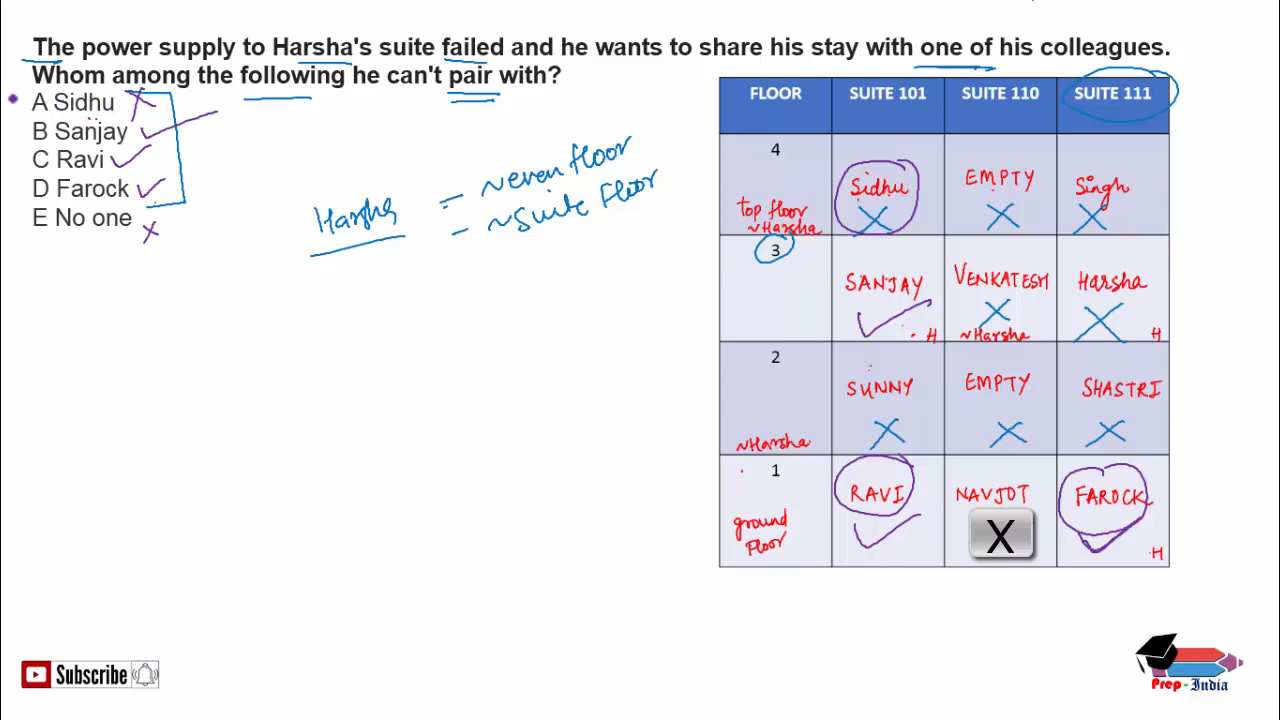 The power supply to Harsha's suite failed and he wants to share his stay with one of his colleagues.
Whom among the following he can't pair with?
A Sidhu
B Sanjay
C Ravi
D Farock
E No one
Harsha = ~even floor
= ~Suite Floor
FLOOR SUITE 101 SUITE 110 SUITE 111
4 Sidhu EMPTY Singh
top floor
~Harsha
3
SANJAY VENKATESH Harsha
H ~Harsha H
2
SUNNY EMPTY SHASTRI
~Harsha
1
RAVI NAVJOT FAROCK
ground
Floor
X
H
Subscribe
Prep-India